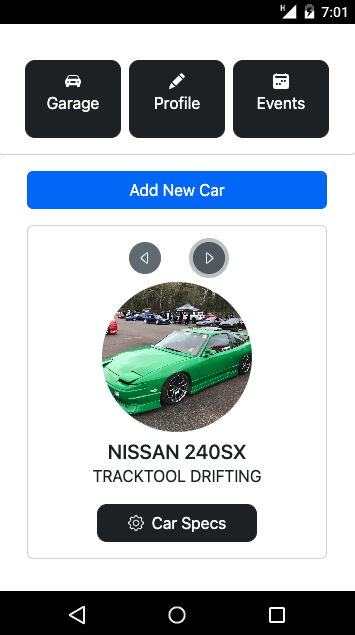 H 7:01
Garage Profile Events
Add New Car
NISSAN 240SX
TRACKTOOL DRIFTING
Car Specs